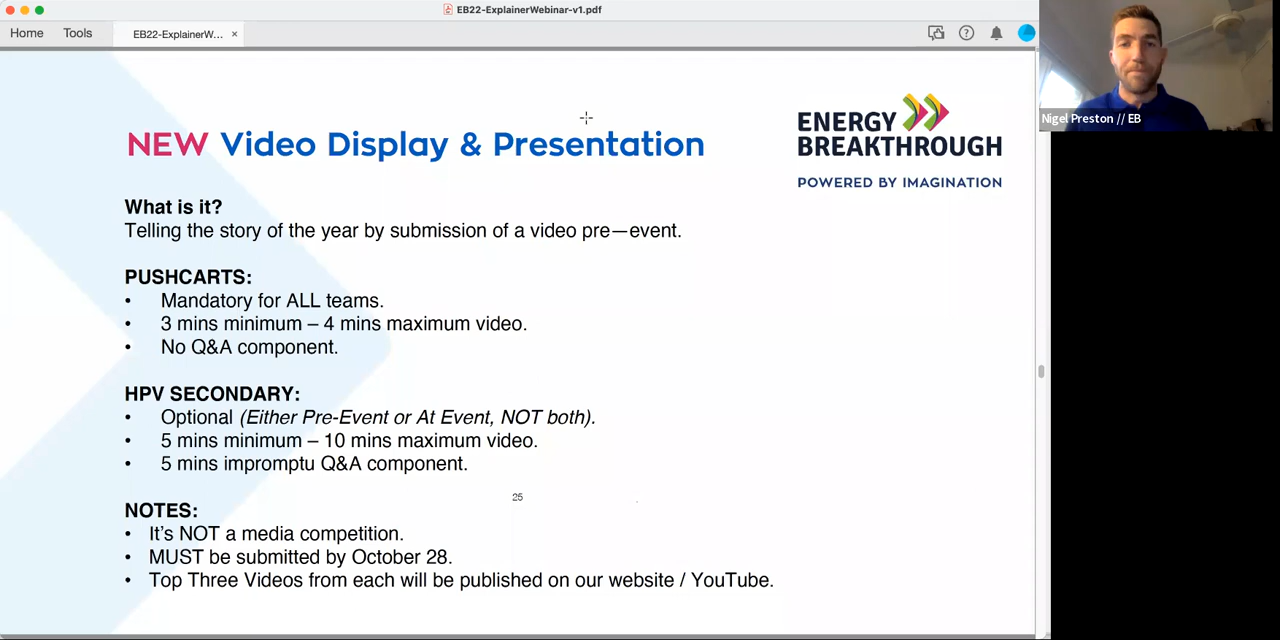 EB22-ExplainerWebinar-v1.pdf
Home Tools EB22-ExplainerW... ×
Nigel Preston // EB
ENERGY
BREAKTHROUGH
POWERED BY IMAGINATION
NEW Video Display & Presentation
What is it?
Telling the story of the year by submission of a video pre—event.
PUSHCARTS:
• Mandatory for ALL teams.
• 3 mins minimum – 4 mins maximum video.
• No Q&A component.
HPV SECONDARY:
• Optional (Either Pre-Event or At Event, NOT both).
• 5 mins minimum – 10 mins maximum video.
• 5 mins impromptu Q&A component.
25
NOTES:
• It's NOT a media competition.
• MUST be submitted by October 28.
• Top Three Videos from each will be published on our website / YouTube.